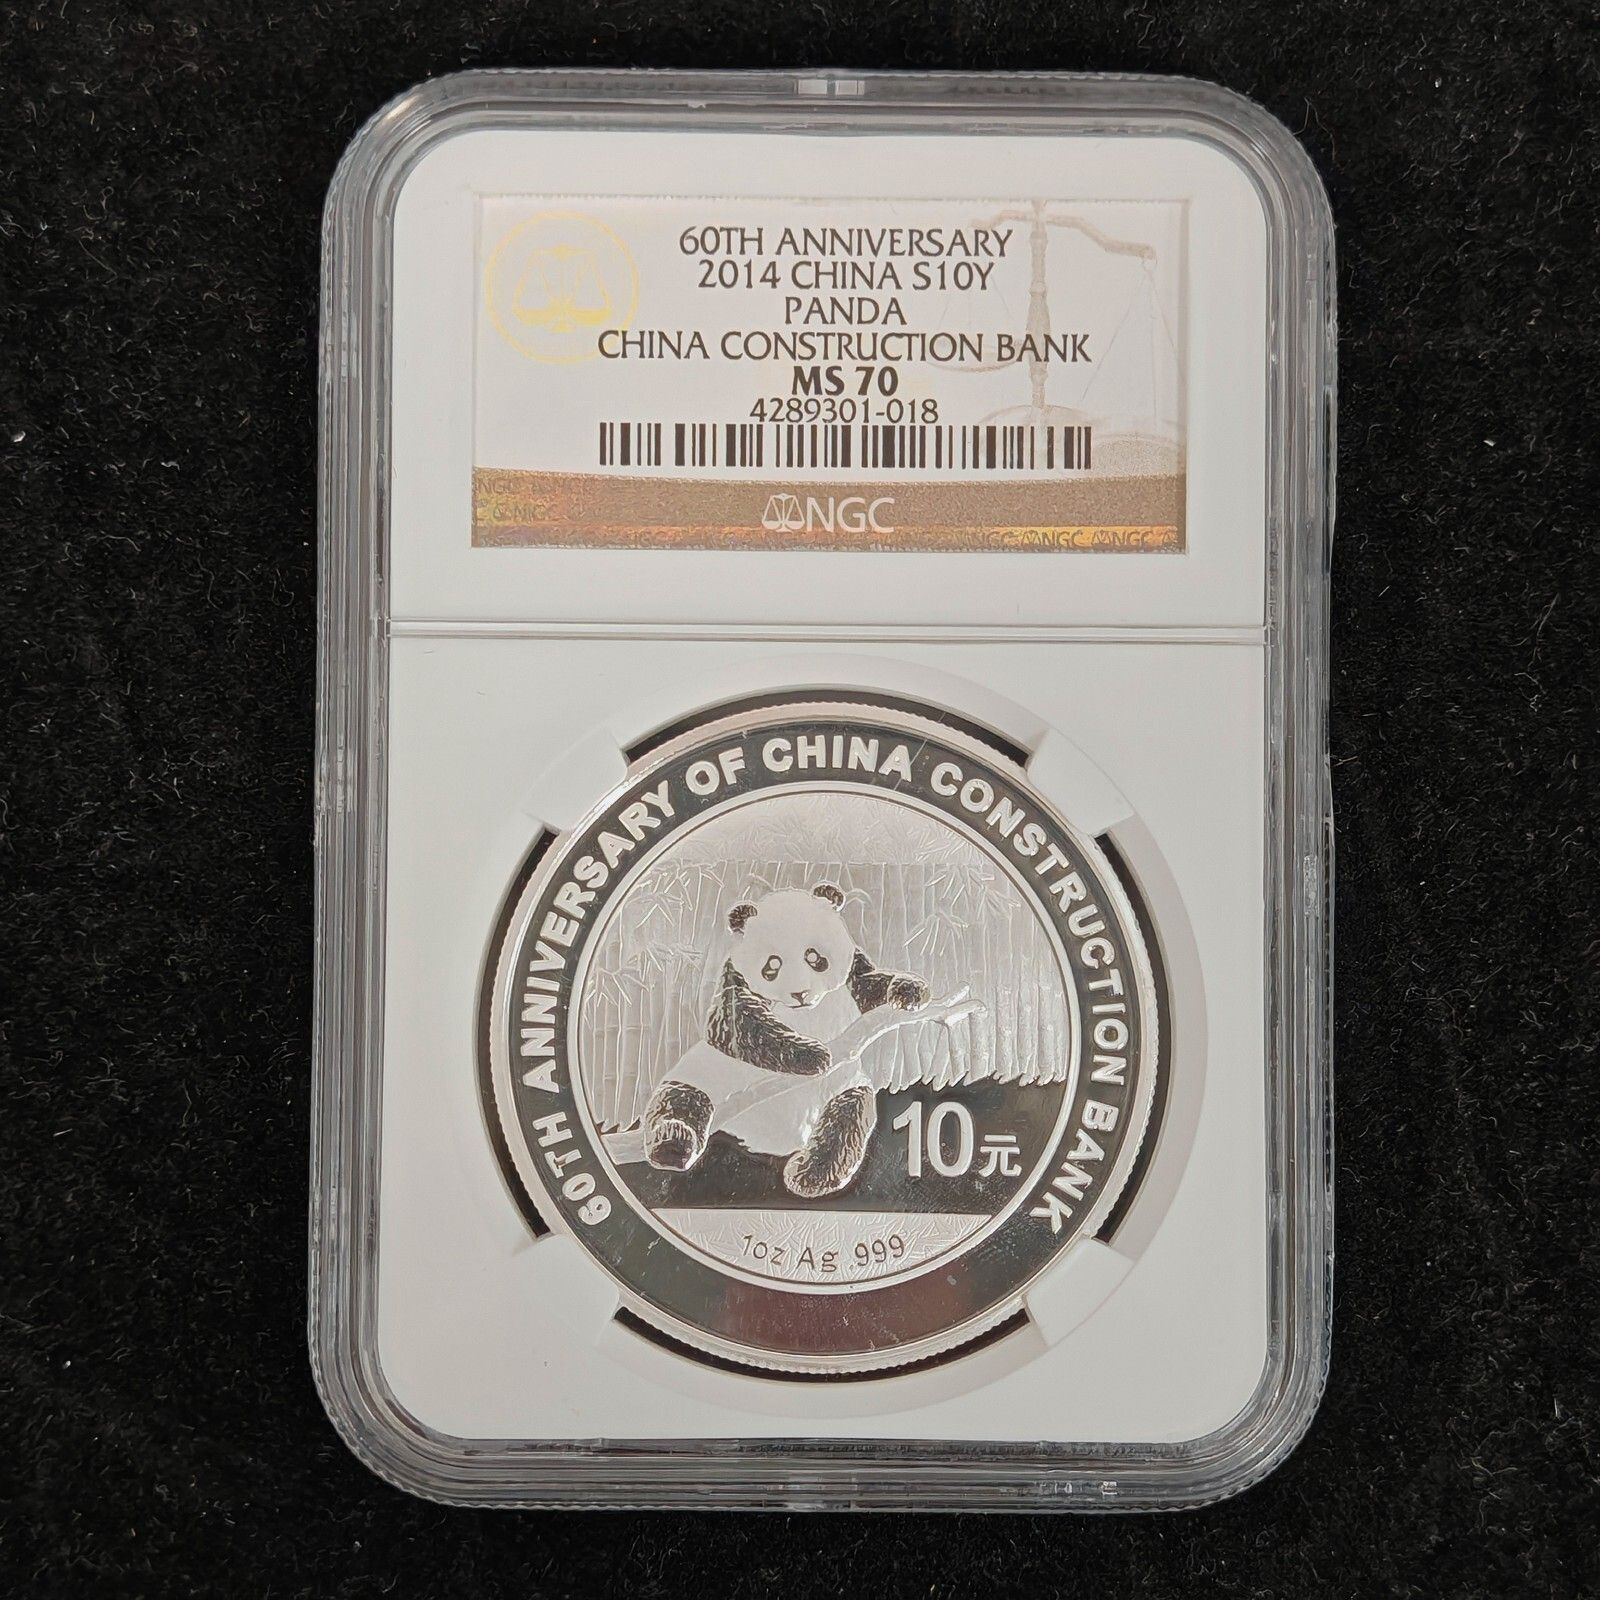 60TH ANNIVERSARY
2014 CHINA S10Y
PANDA
CHINA CONSTRUCTION BANK
MS 70
4289301-018
NGC
60TH ANNIVERSARY OF CHINA CONSTRUCTION BANK
10元
1oz Ag .999